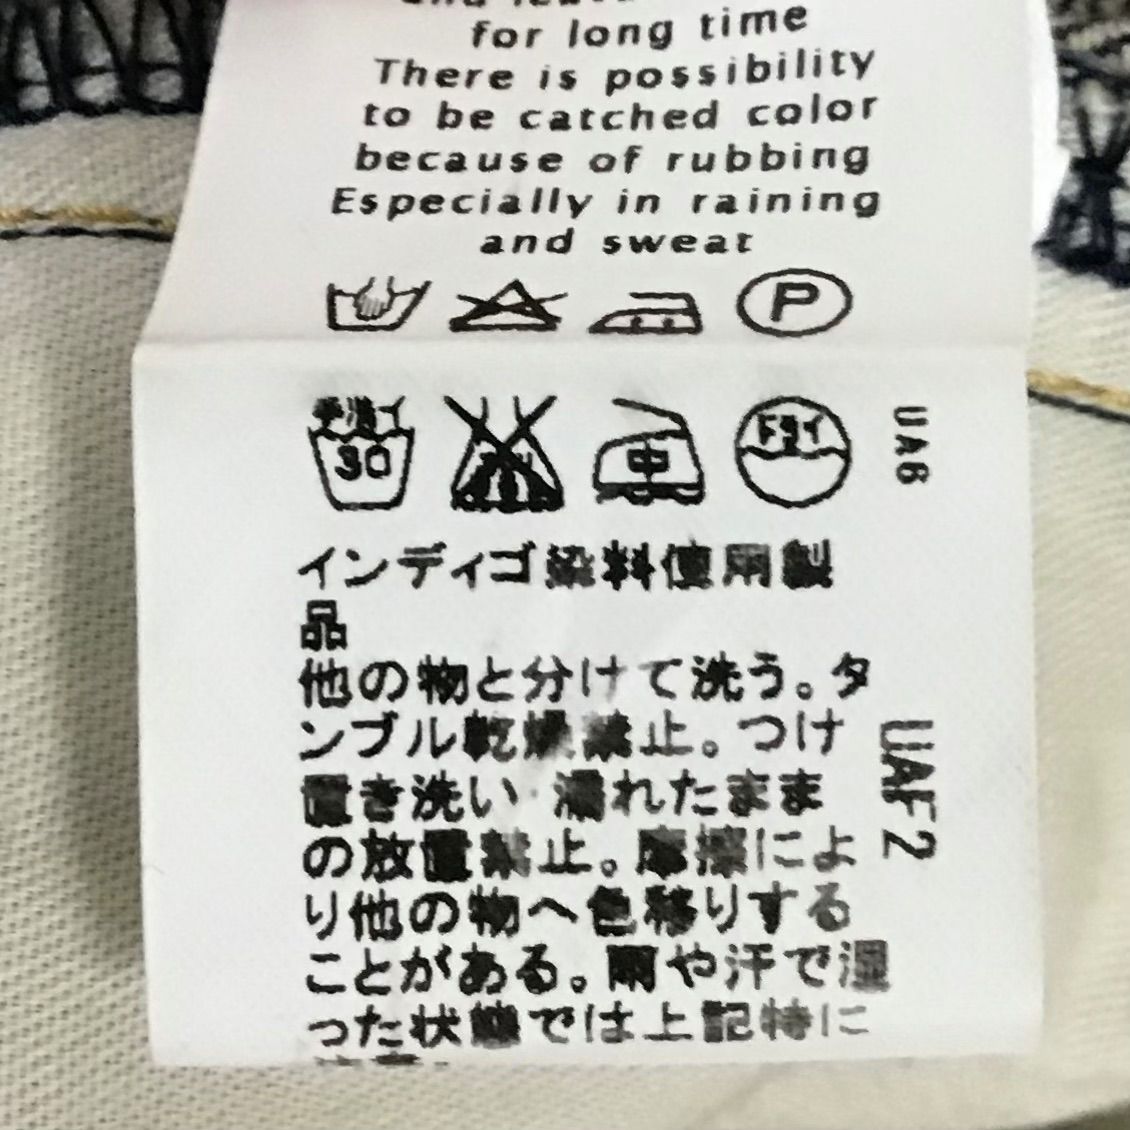 for long time
There is possibility
to be catched color
because of rubbing
Especially in raining
and sweat
P
手洗イ
30
中
ドライ
UA6
インディゴ染料使用製
品
他の物と分けて洗う。タ
ンブル乾燥禁止。つけ
置き洗い・濡れたまま
の放置禁止。摩擦によ
り他の物へ色移りする
ことがある。雨や汗で湿
った状態では上記特に
UAF2